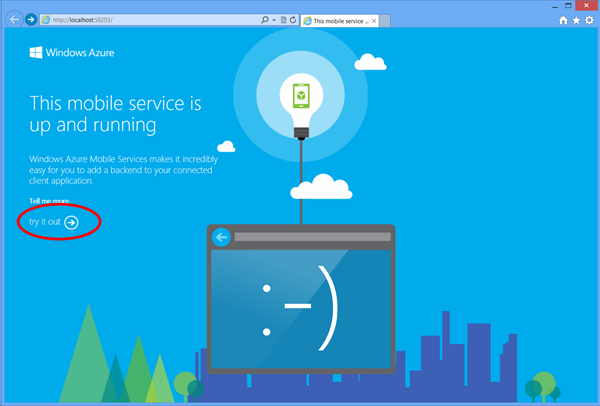 http://localhost:58203/
This mobile service ...
Windows Azure
This mobile service is
up and running
Windows Azure Mobile Services makes it incredibly
easy for you to add a backend to your connected
client application.
Tell me more
try it out
:-)